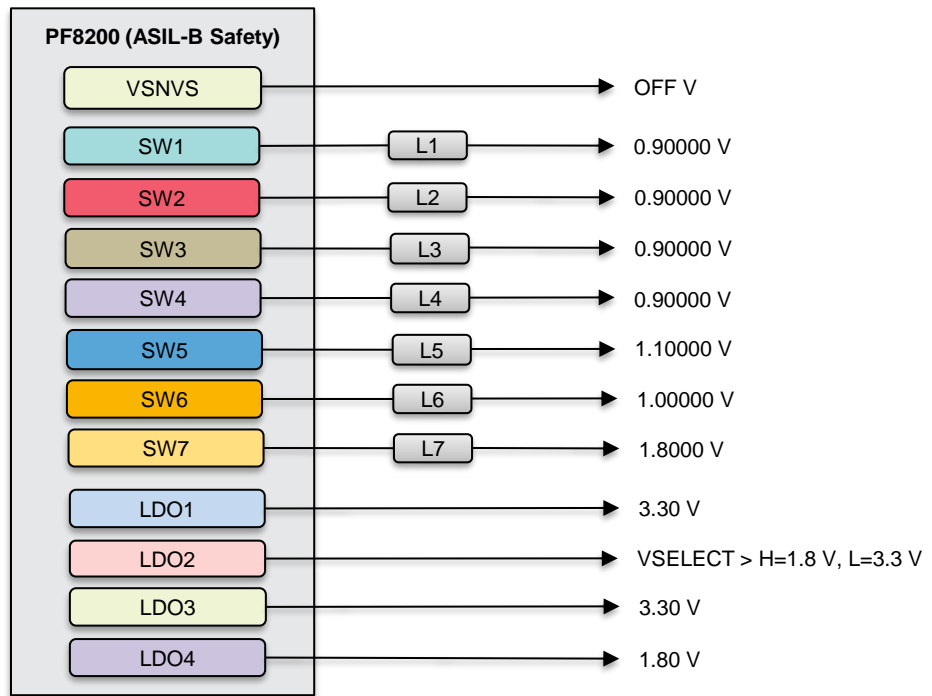 PF8200 (ASIL-B Safety)
VSNVS OFF V
SW1 L1 0.90000 V
SW2 L2 0.90000 V
SW3 L3 0.90000 V
SW4 L4 0.90000 V
SW5 L5 1.10000 V
SW6 L6 1.00000 V
SW7 L7 1.8000 V
LDO1 3.30 V
LDO2 VSELECT > H=1.8 V, L=3.3 V
LDO3 3.30 V
LDO4 1.80 V